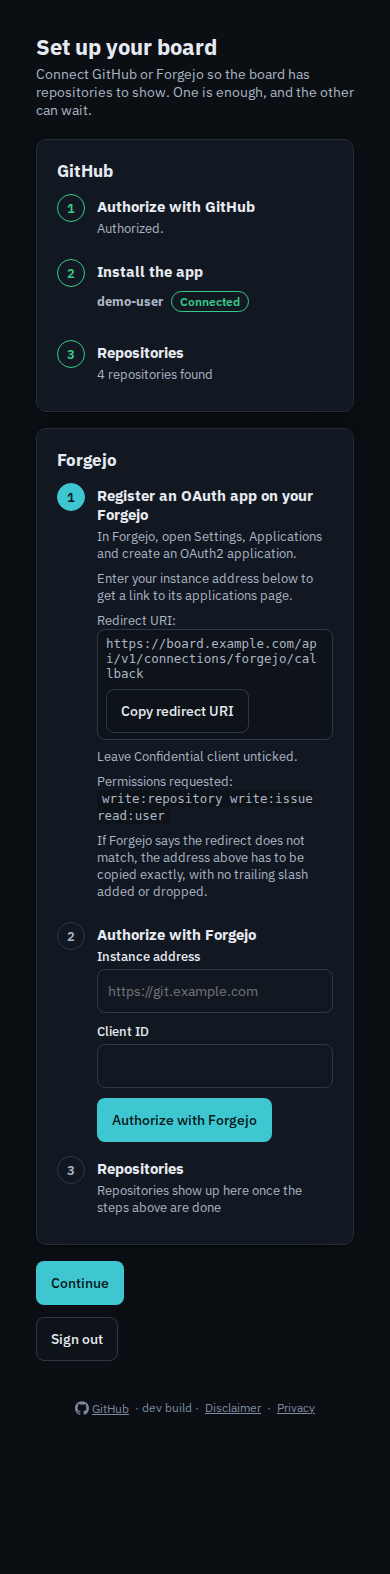 Set up your board
Connect GitHub or Forgejo so the board has
repositories to show. One is enough, and the other
can wait.
GitHub
1 Authorize with GitHub
Authorized.
2 Install the app
demo-user Connected
3 Repositories
4 repositories found
Forgejo
1 Register an OAuth app on your
Forgejo
In Forgejo, open Settings, Applications
and create an OAuth2 application.
Enter your instance address below to
get a link to its applications page.
Redirect URI:
https://board.example.com/ap
i/v1/connections/forgejo/cal
lback
Copy redirect URI
Leave Confidential client unticked.
Permissions requested:
write:repository write:issue
read:user
If Forgejo says the redirect does not
match, the address above has to be
copied exactly, with no trailing slash
added or dropped.
2 Authorize with Forgejo
Instance address
https://git.example.com
Client ID
Authorize with Forgejo
3 Repositories
Repositories show up here once the
steps above are done
Continue
Sign out
GitHub · dev build · Disclaimer · Privacy